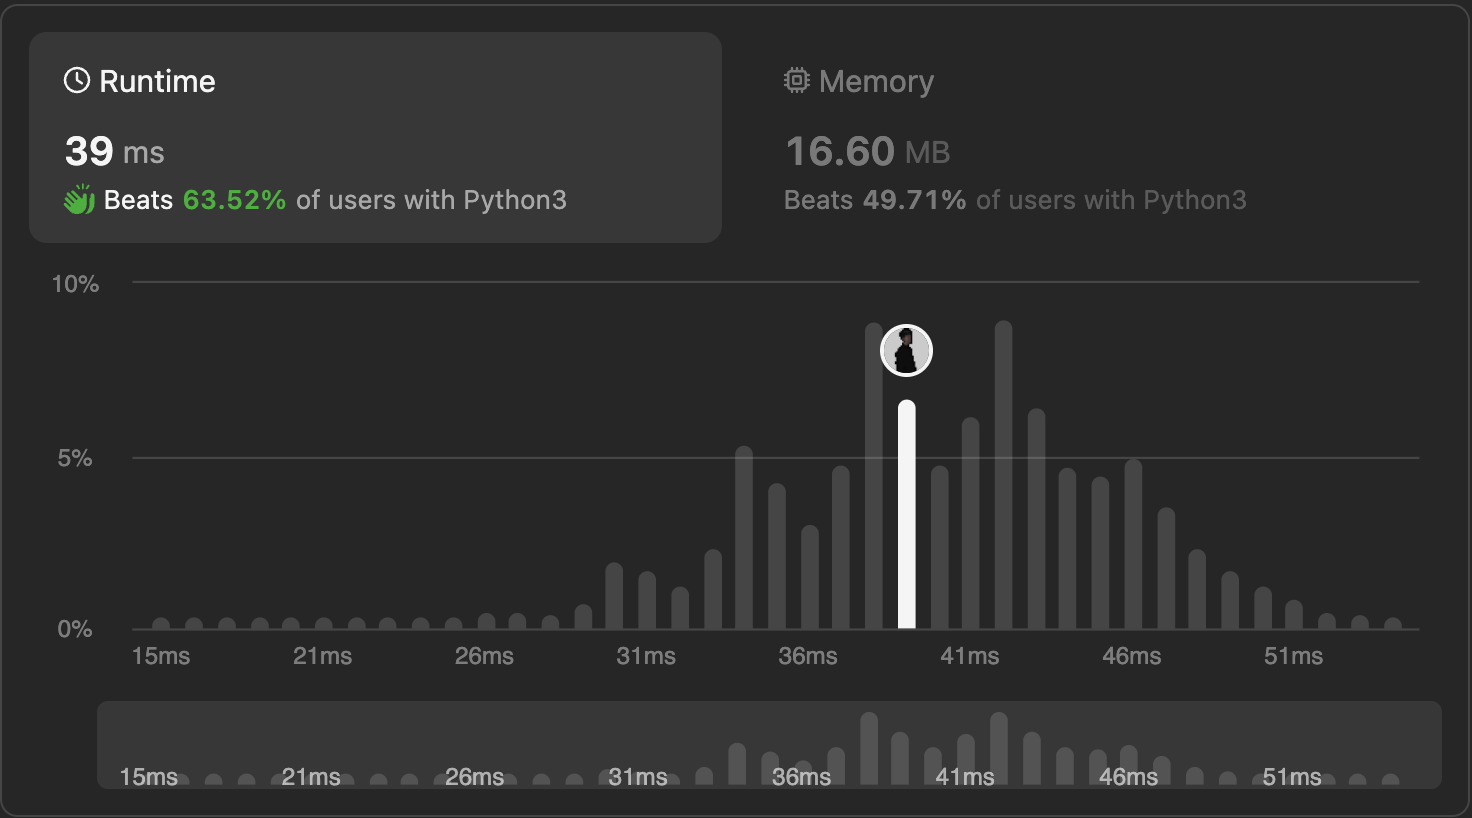 Runtime
39 ms
Beats 63.52% of users with Python3
Memory
16.60 MB
Beats 49.71% of users with Python3
10%
5%
0%
15ms 21ms 26ms 31ms 36ms 41ms 46ms 51ms
15ms 21ms 26ms 31ms 36ms 41ms 46ms 51ms